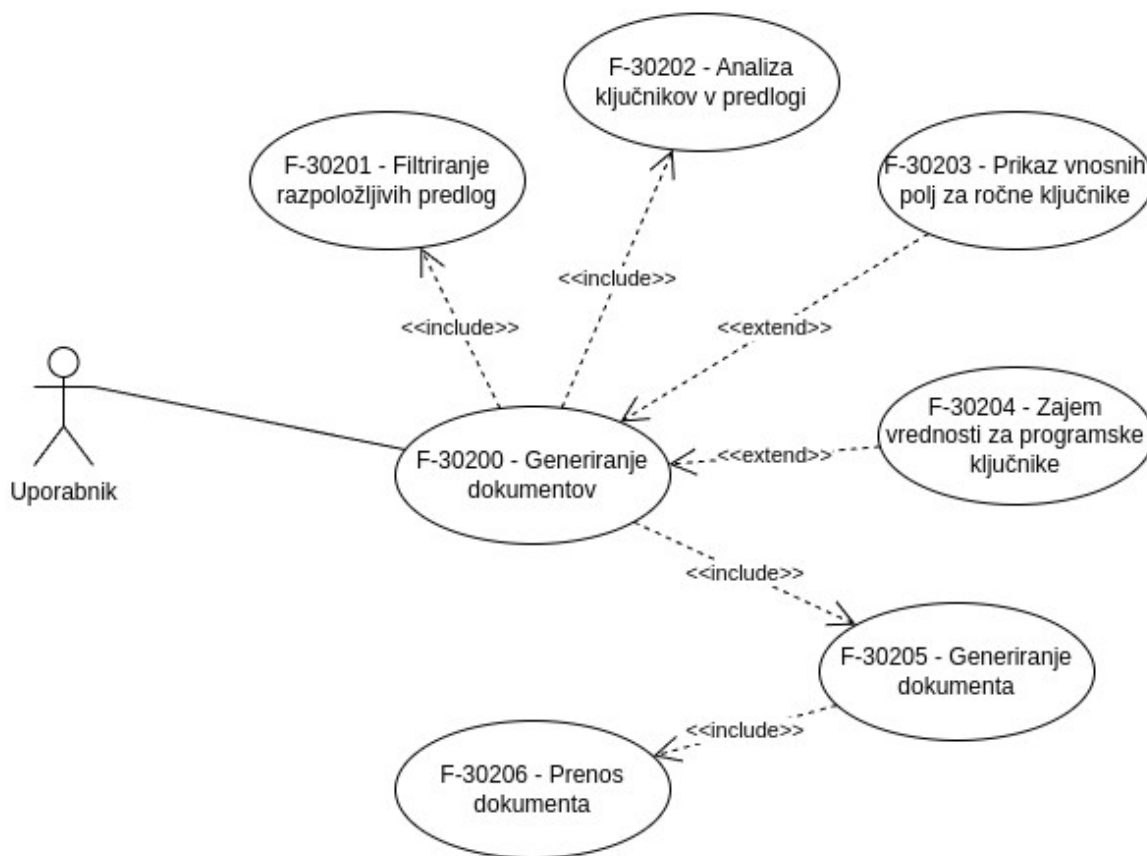 F-30202 - Analiza
ključnikov v predlogi
F-30201 - Filtriranje
razpoložljivih predlog
F-30203 - Prikaz vnosnih
polj za ročne ključnike
<<include>>
<<include>>
<<extend>>
F-30204 - Zajem
vrednosti za programske
ključnike
<<extend>>
F-30200 - Generiranje
dokumentov
Uporabnik
<<include>>
F-30205 - Generiranje
dokumenta
<<include>>
F-30206 - Prenos
dokumenta